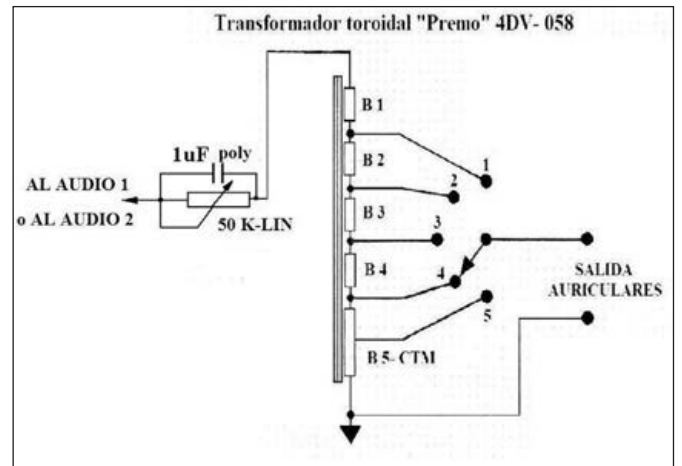 Transformador toroidal "Premo" 4DV- 058
B 1
1uF poly
1
B 2
2
AL AUDIO 1
o AL AUDIO 2
50 K-LIN
B 3
3
B 4
4
SALIDA
AURICULARES
5
B 5- CTM